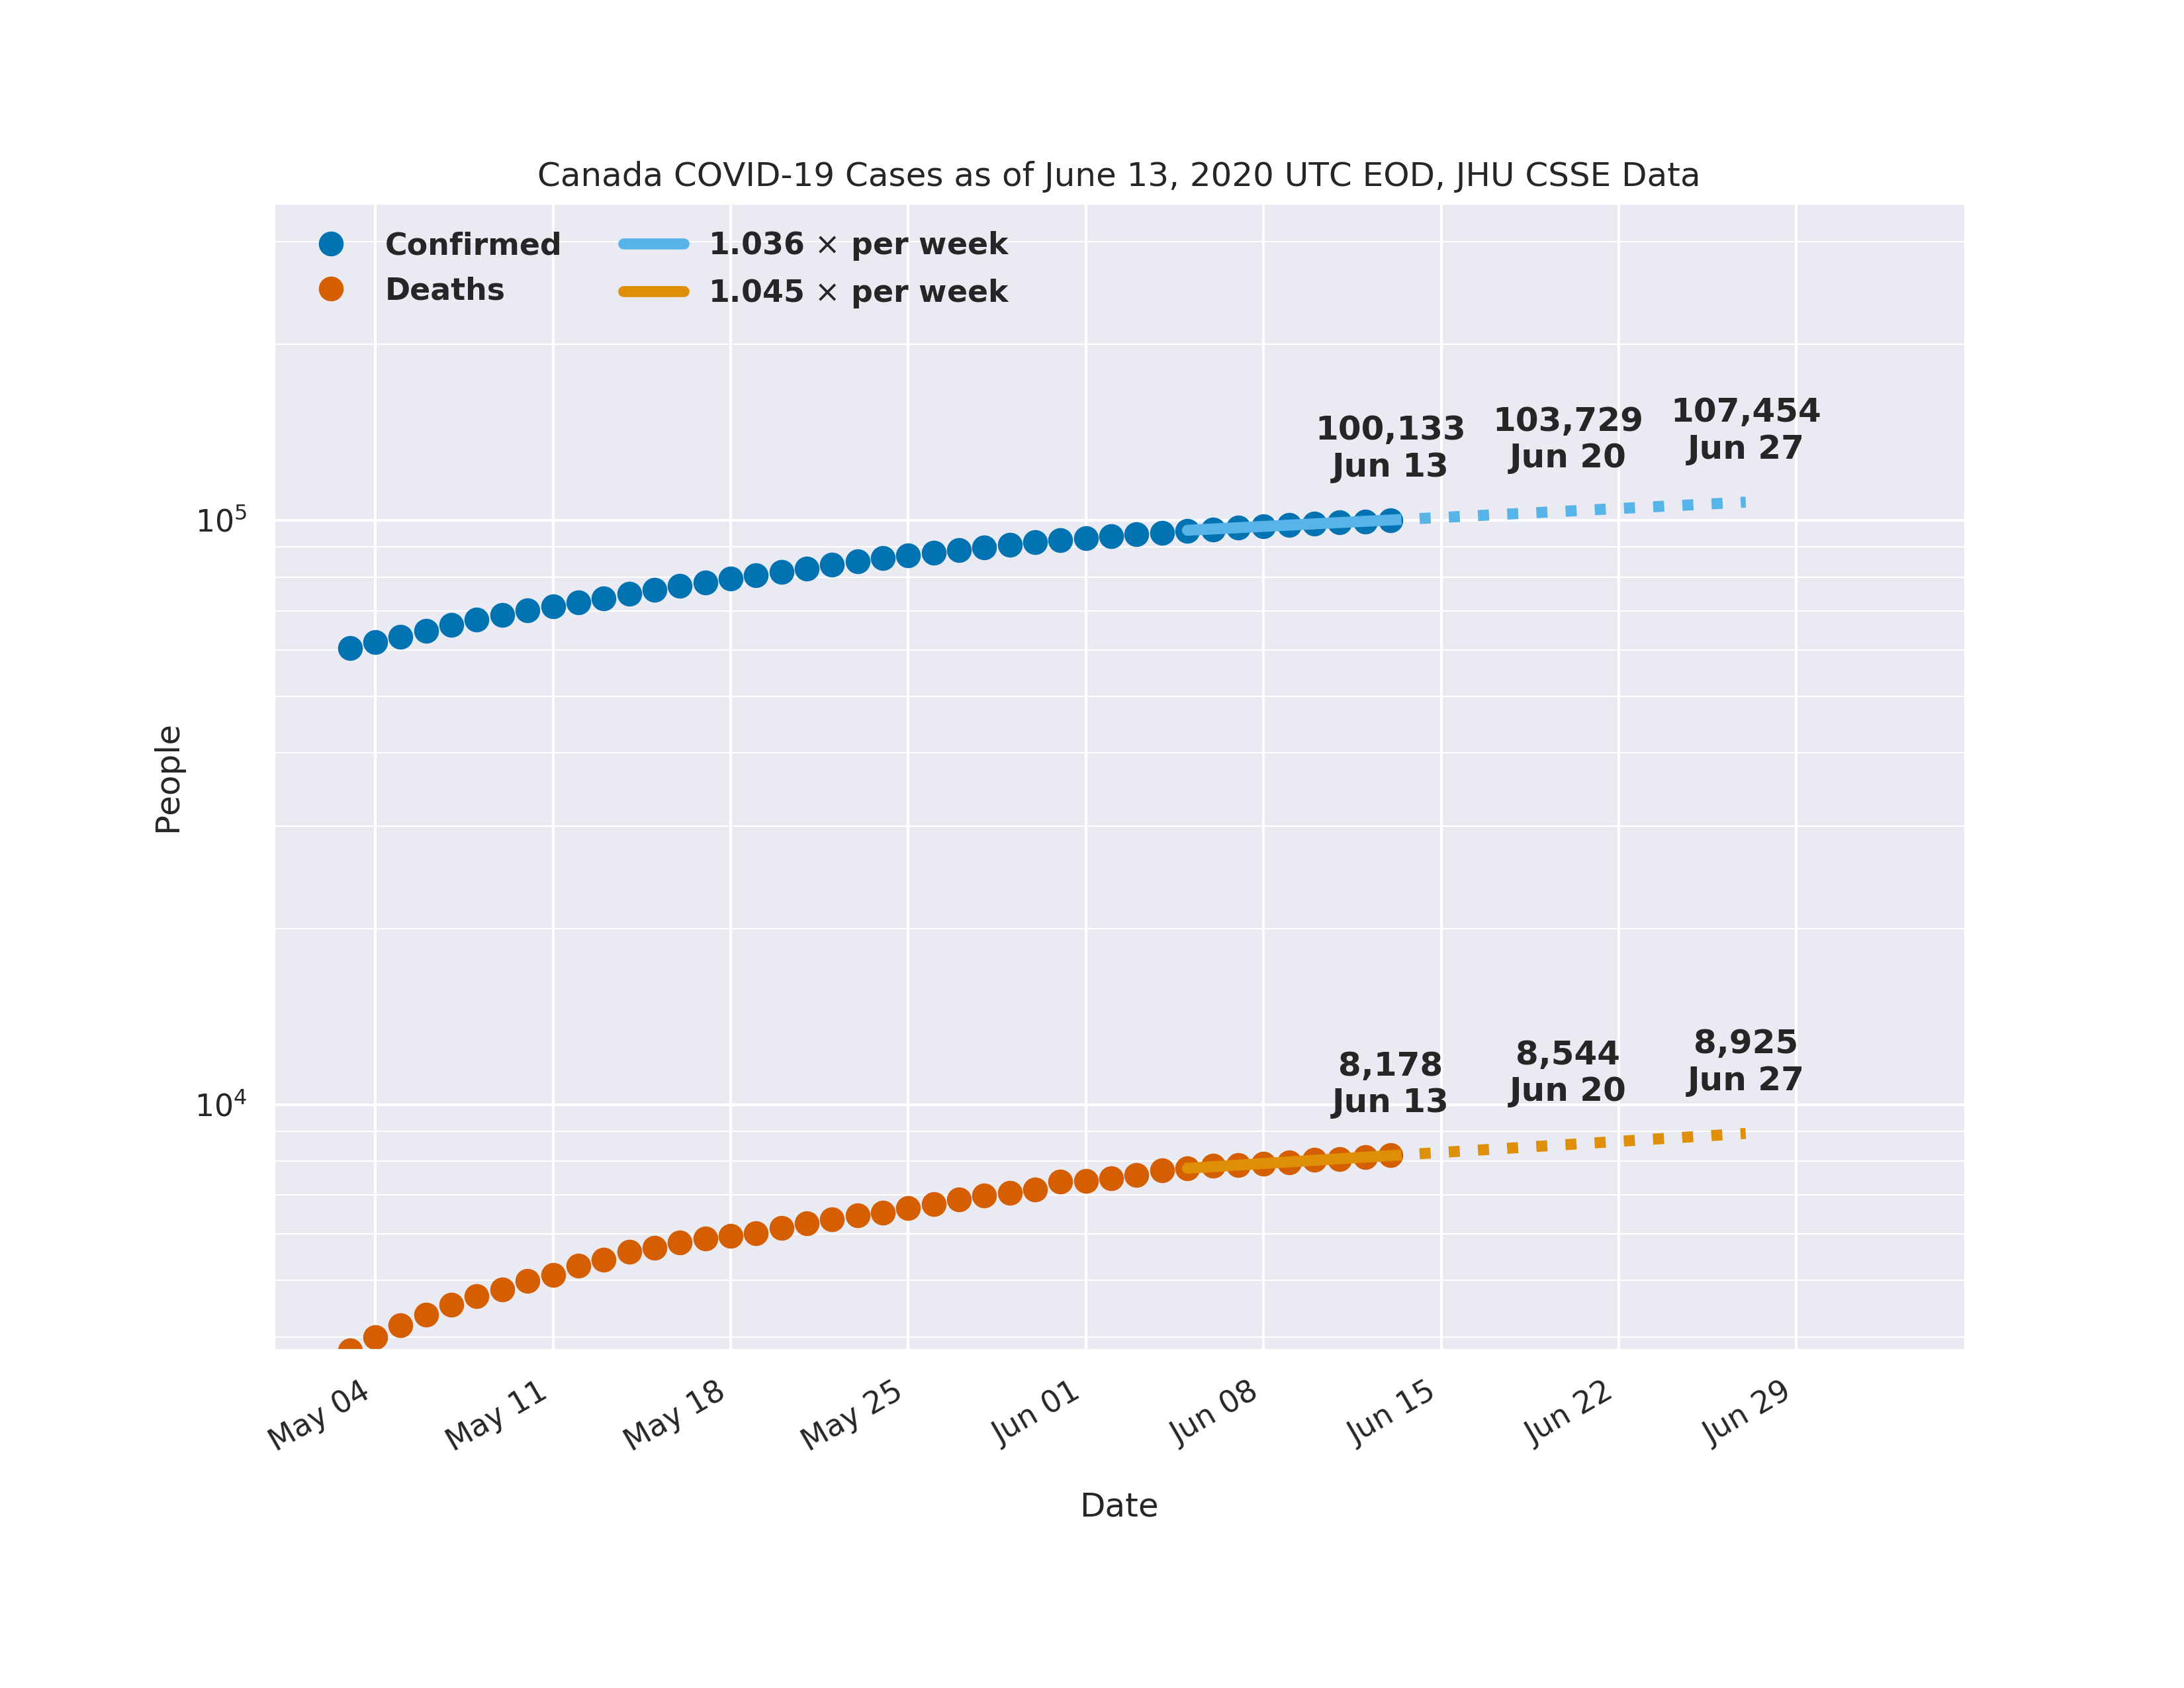 Canada COVID-19 Cases as of June 13, 2020 UTC EOD, JHU CSSE Data
Confirmed
Deaths
1.036 × per week
1.045 × per week
100,133
Jun 13
103,729
Jun 20
107,454
Jun 27
10⁵
People
8,178
Jun 13
8,544
Jun 20
8,925
Jun 27
10⁴
May 04
May 11
May 18
May 25
Jun 01
Jun 08
Jun 15
Jun 22
Jun 29
Date